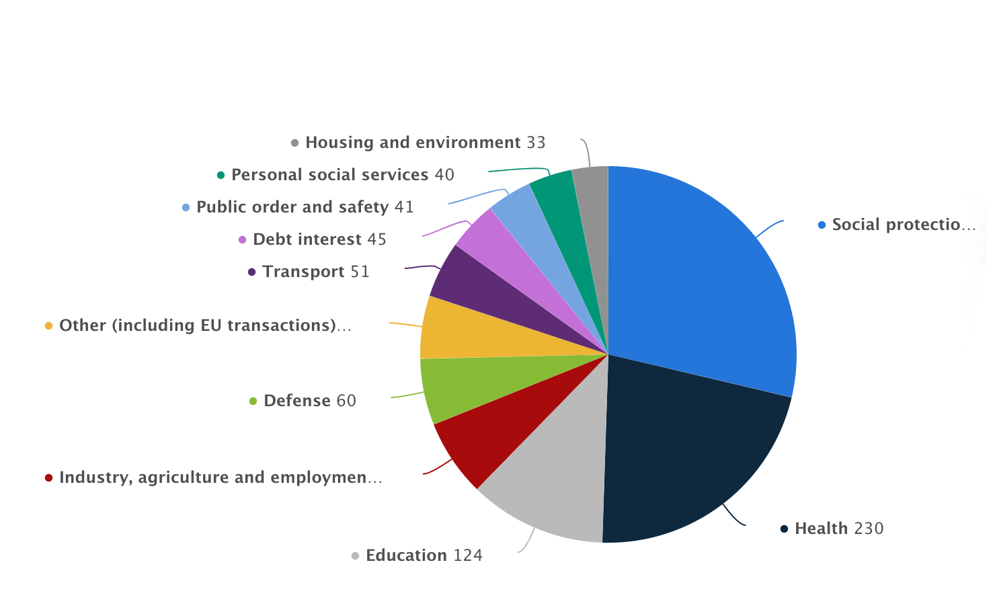 Housing and environment 33
Personal social services 40
Public order and safety 41
Social protectio…
Debt interest 45
Transport 51
Other (including EU transactions)…
Defense 60
Industry, agriculture and employmen…
Health 230
Education 124